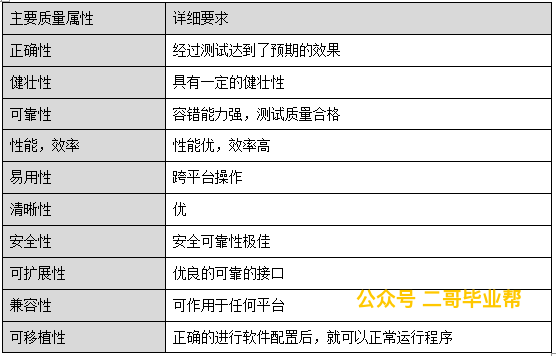 主要质量属性 详细要求
正确性 经过测试达到了预期的效果
健壮性 具有一定的健壮性
可靠性 容错能力强，测试质量合格
性能，效率 性能优，效率高
易用性 跨平台操作
清晰性 优
安全性 安全可靠性极佳
可扩展性 优良的可靠的接口
兼容性 可作用于任何平台
公众号 二哥毕业帮
可移植性 正确的进行软件配置后，就可以正常运行程序